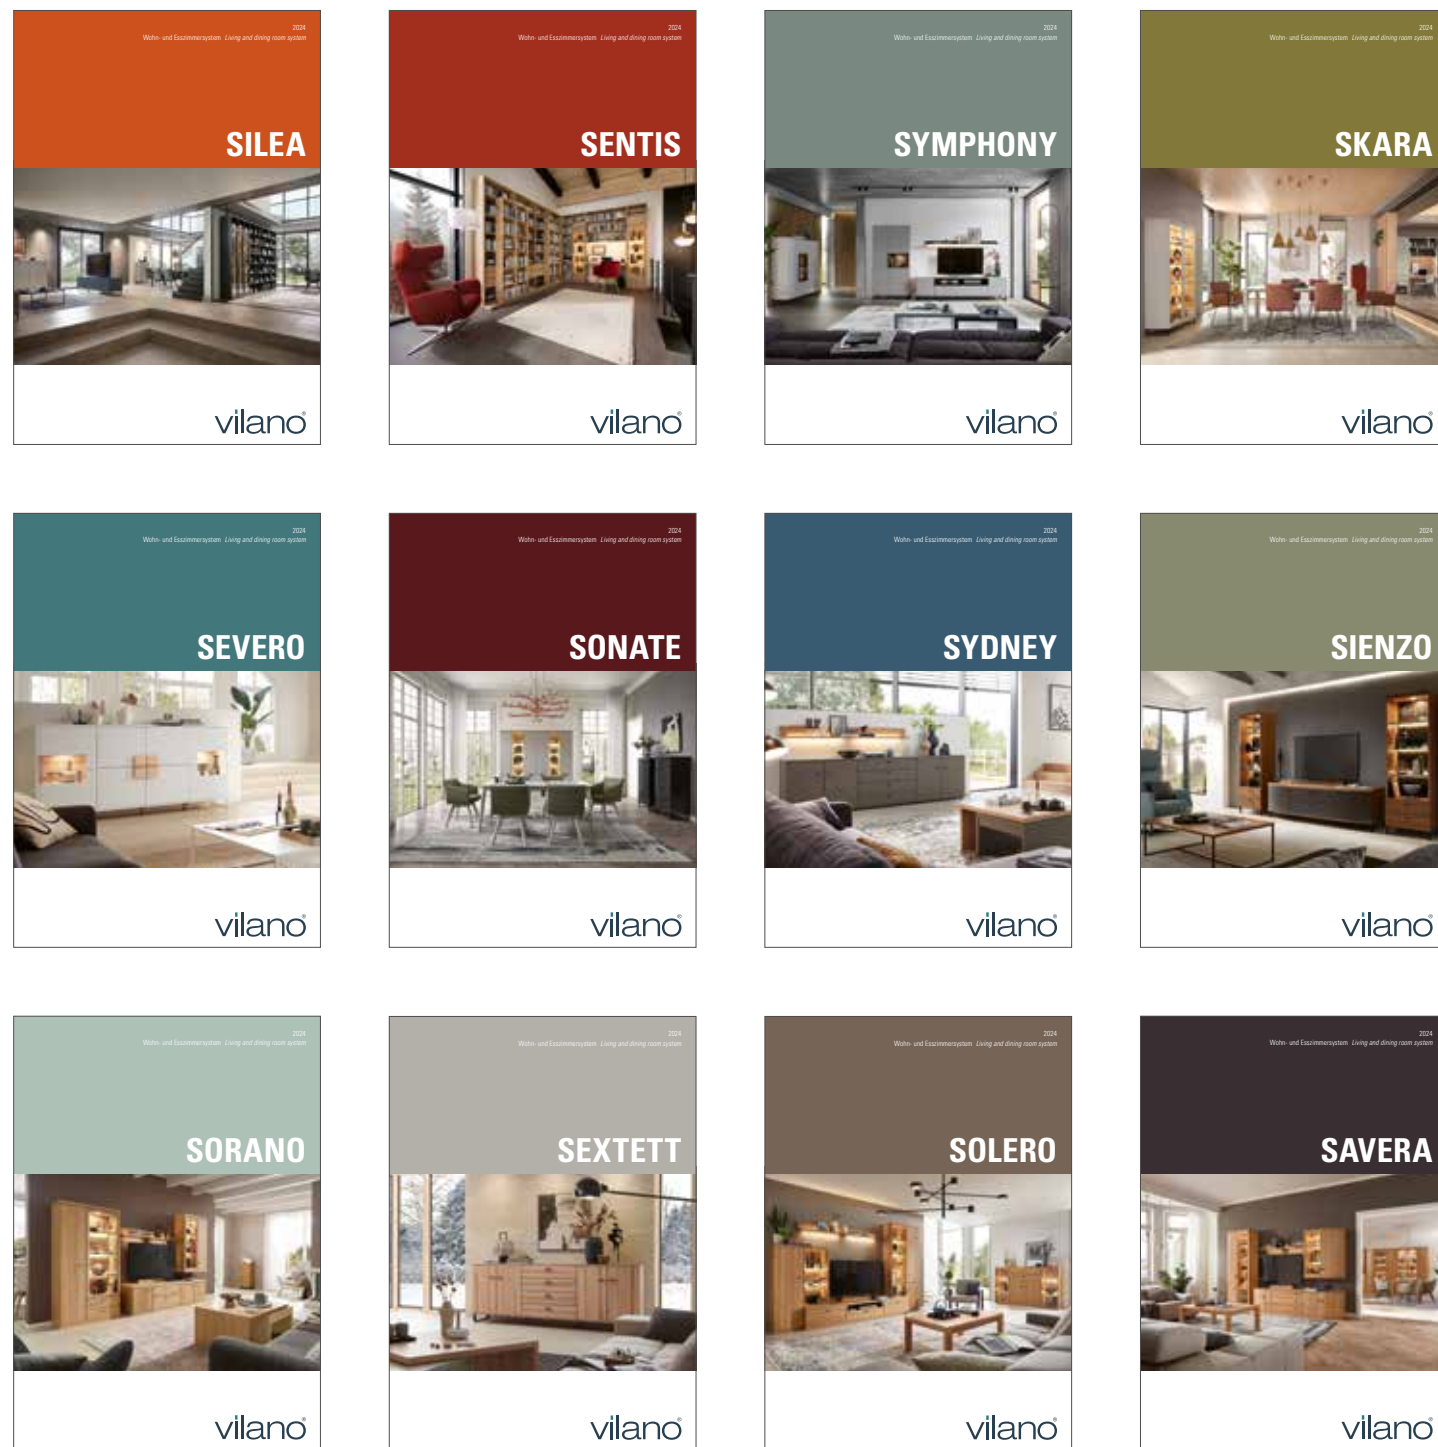 2024
Wohn- und Esszimmersystem Living and dining room system
SILEA
vilano®
2024
Wohn- und Esszimmersystem Living and dining room system
SENTIS
vilano®
2024
Wohn- und Esszimmersystem Living and dining room system
SYMPHONY
vilano®
2024
Wohn- und Esszimmersystem Living and dining room system
SKARA
vilano®
2024
Wohn- und Esszimmersystem Living and dining room system
SEVERO
vilano®
2024
Wohn- und Esszimmersystem Living and dining room system
SONATE
vilano®
2024
Wohn- und Esszimmersystem Living and dining room system
SYDNEY
vilano®
2024
Wohn- und Esszimmersystem Living and dining room system
SIENZO
vilano®
2024
Wohn- und Esszimmersystem Living and dining room system
SORANO
vilano®
2024
Wohn- und Esszimmersystem Living and dining room system
SEXTETT
vilano®
2024
Wohn- und Esszimmersystem Living and dining room system
SOLERO
vilano®
2024
Wohn- und Esszimmersystem Living and dining room system
SAVERA
vilano®